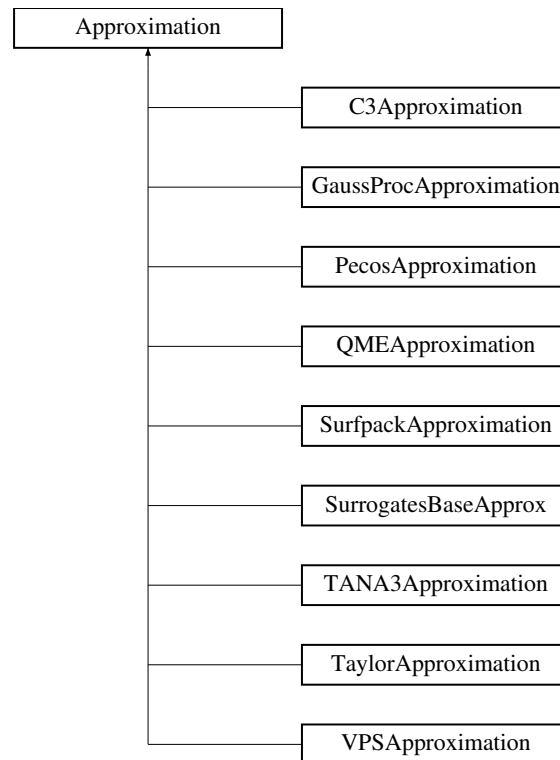 Approximation
C3Approximation
GaussProcApproximation
PecosApproximation
QMEApproximation
SurfpackApproximation
SurrogatesBaseApprox
TANA3Approximation
TaylorApproximation
VPSApproximation